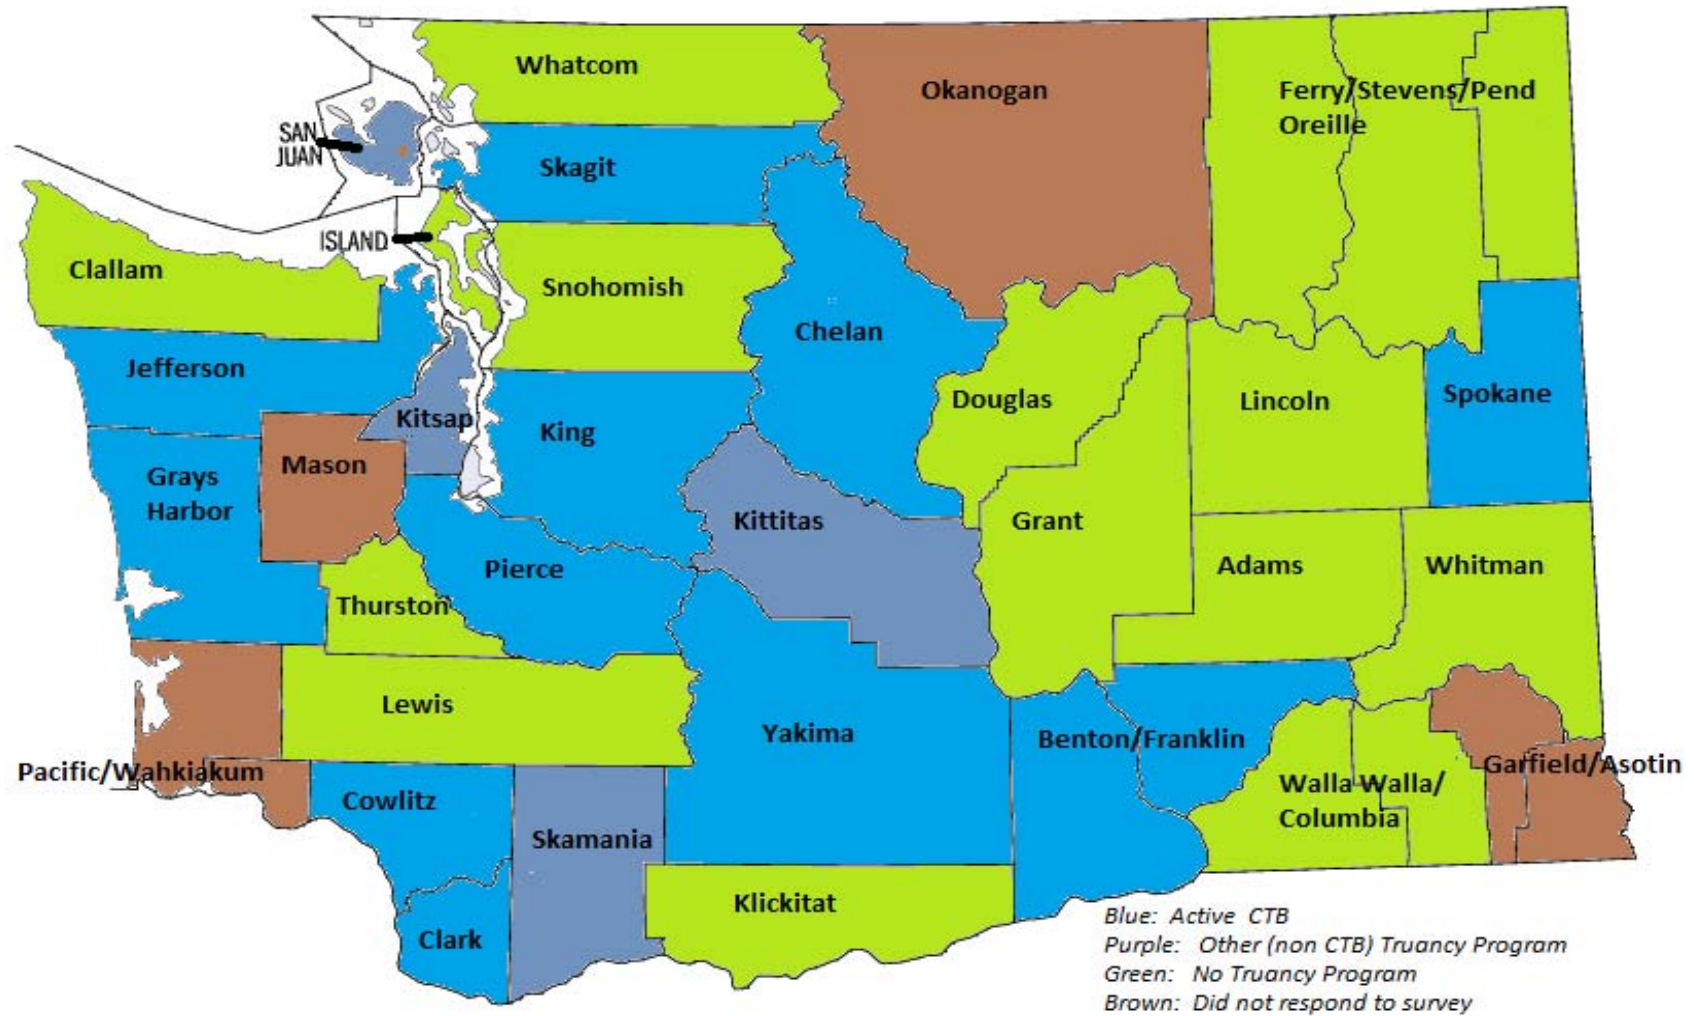 Whatcom
Okanogan
Ferry/Stevens/Pend
Oreille
SAN
JUAN
Skagit
ISLAND
Clallam
Snohomish
Chelan
Jefferson
Kitsap
King
Douglas
Lincoln
Spokane
Mason
Grays
Harbor
Kittitas
Grant
Pierce
Adams
Whitman
Thurston
Lewis
Yakima
Benton/Franklin
Pacific/Wahkiakum
Garfield/Asotin
Cowlitz
Walla Walla/
Columbia
Skamania
Klickitat
Clark
Blue: Active CTB
Purple: Other (non CTB) Truancy Program
Green: No Truancy Program
Brown: Did not respond to survey